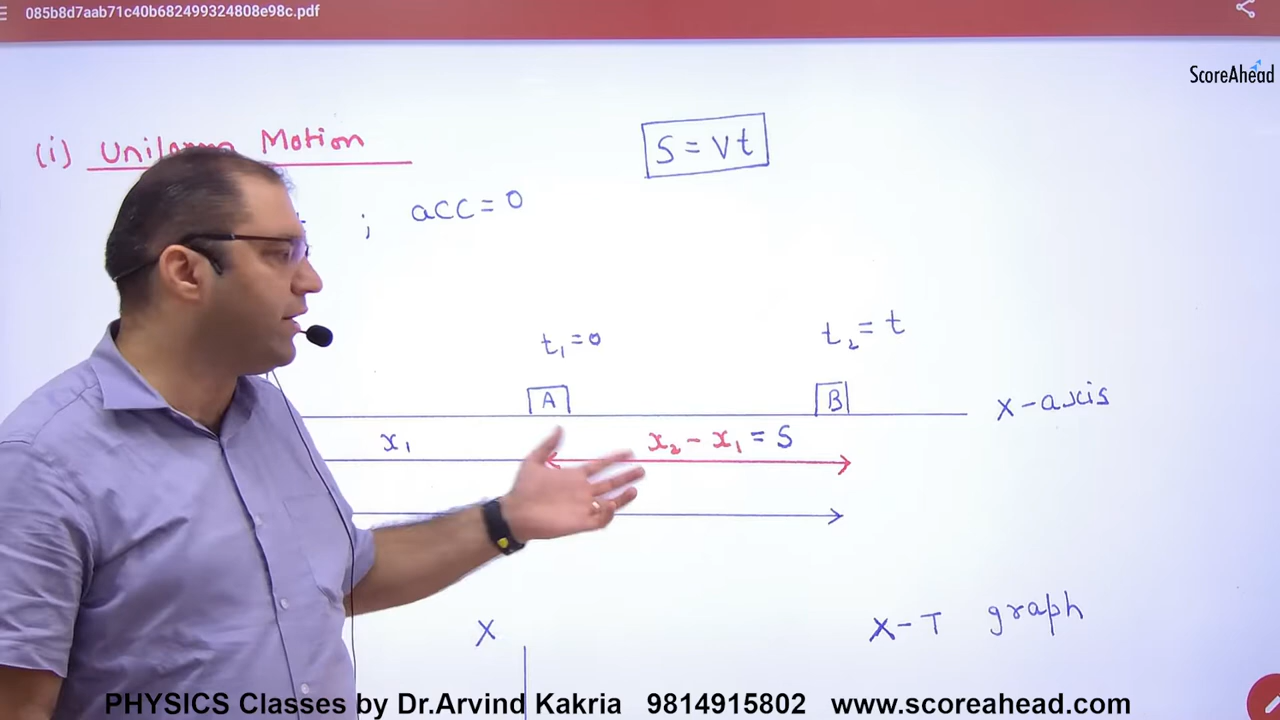 085b8d7aab71c40b682499324808e98c.pdf
ScoreAhead
(i) Uniform Motion
S = Vt
; acc = 0
t₁ = 0
t₂ = t
A
B
X-axis
x₁
x₂ - x₁ = S
X
X-T graph
PHYSICS Classes by Dr.Arvind Kakria 9814915802 www.scoreahead.com